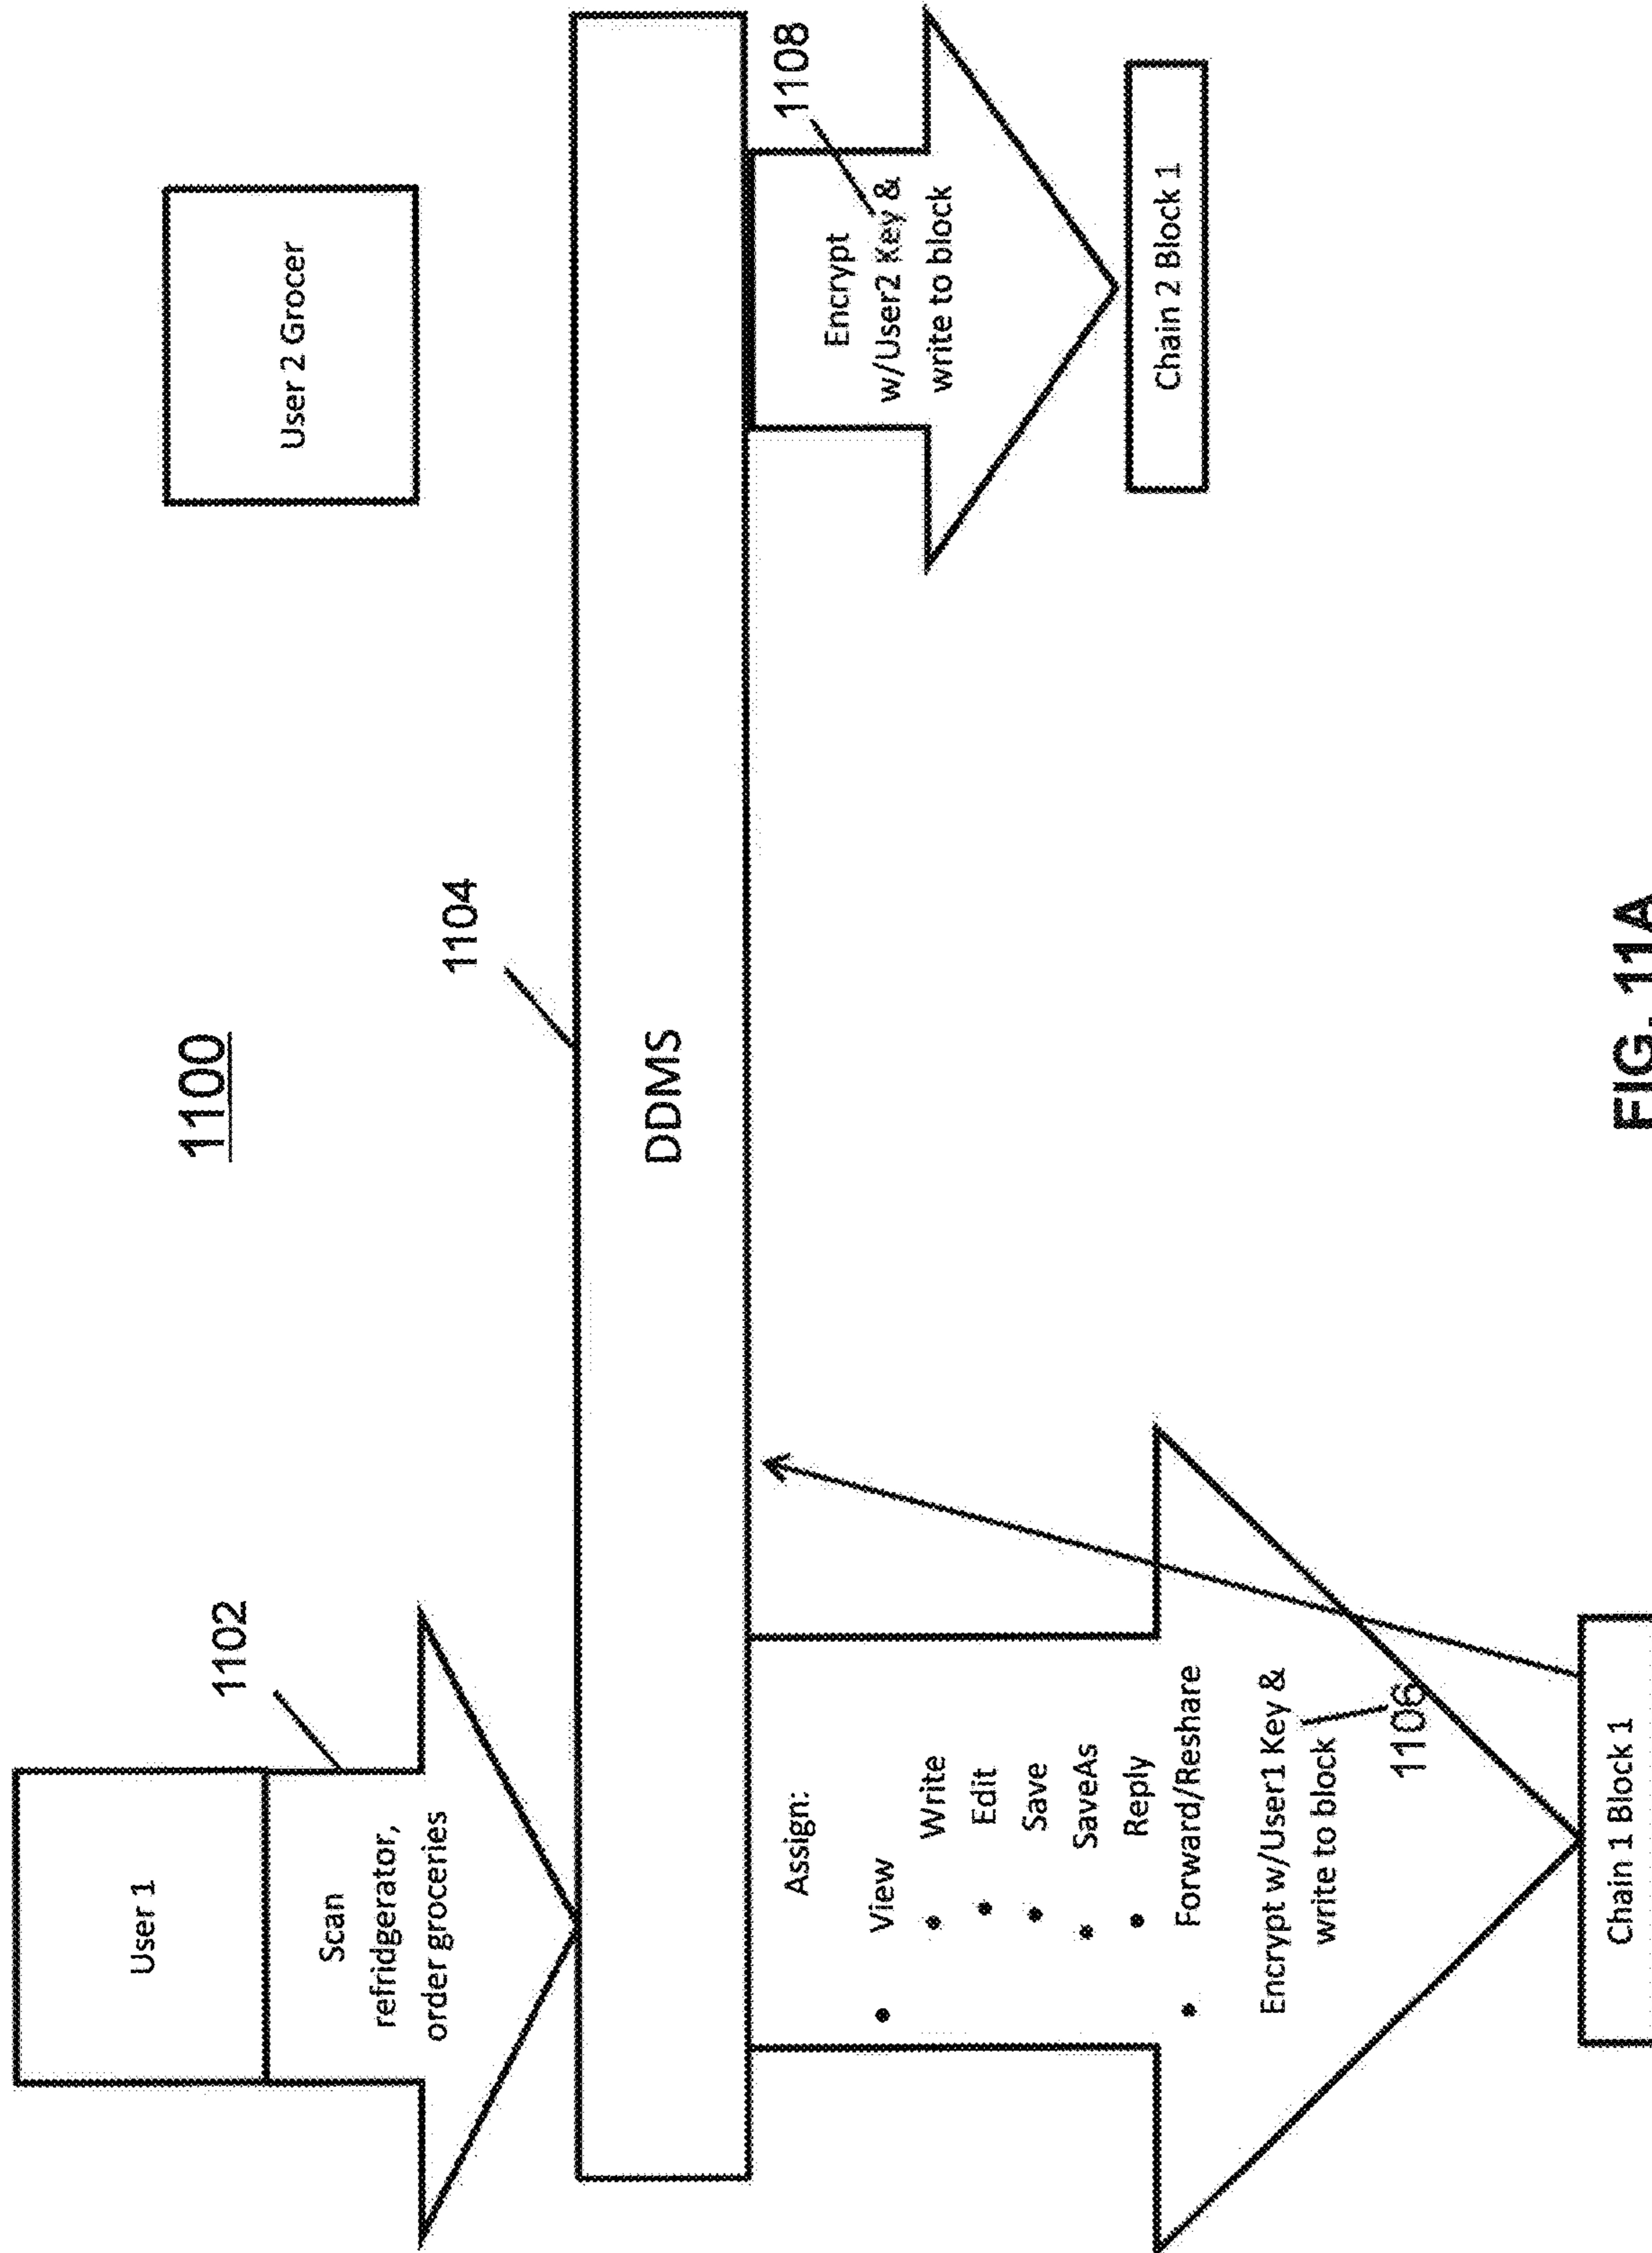 1100
User 1
User 2 Grocer
1102
Scan
refridgerator,
order groceries
1104
DDMS
Assign:
• View
• Write
• Edit
• Save
• SaveAs
• Reply
• Forward/Reshare
Encrypt w/User1 Key &
write to block
1106
Chain 1 Block 1
1108
Encrypt
w/User2 Key &
write to block
Chain 2 Block 1
FIG. 11A